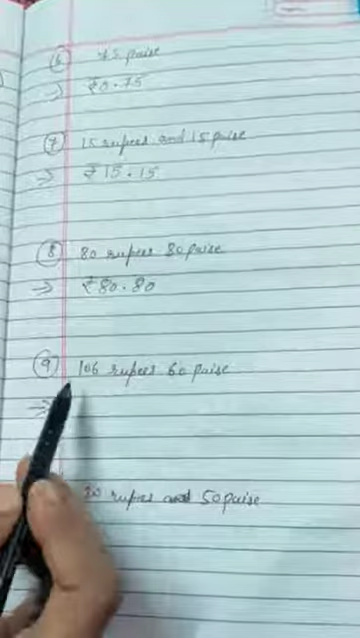 ⑥ 75 paise
→ ₹0.75
⑦ 15 rupees and 15 paise
→ ₹15.15
⑧ 80 rupees 80 paise
→ ₹80.80
⑨ 106 rupees 60 paise
→
rupees and 50 paise